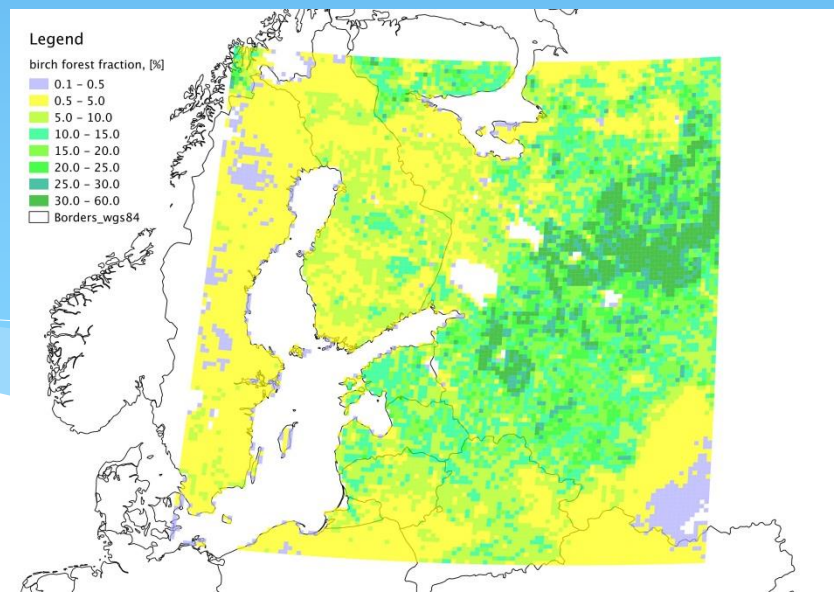 Legend
birch forest fraction, [%]
0.1 – 0.5
0.5 – 5.0
5.0 – 10.0
10.0 – 15.0
15.0 – 20.0
20.0 – 25.0
25.0 – 30.0
30.0 – 60.0
Borders_wgs84